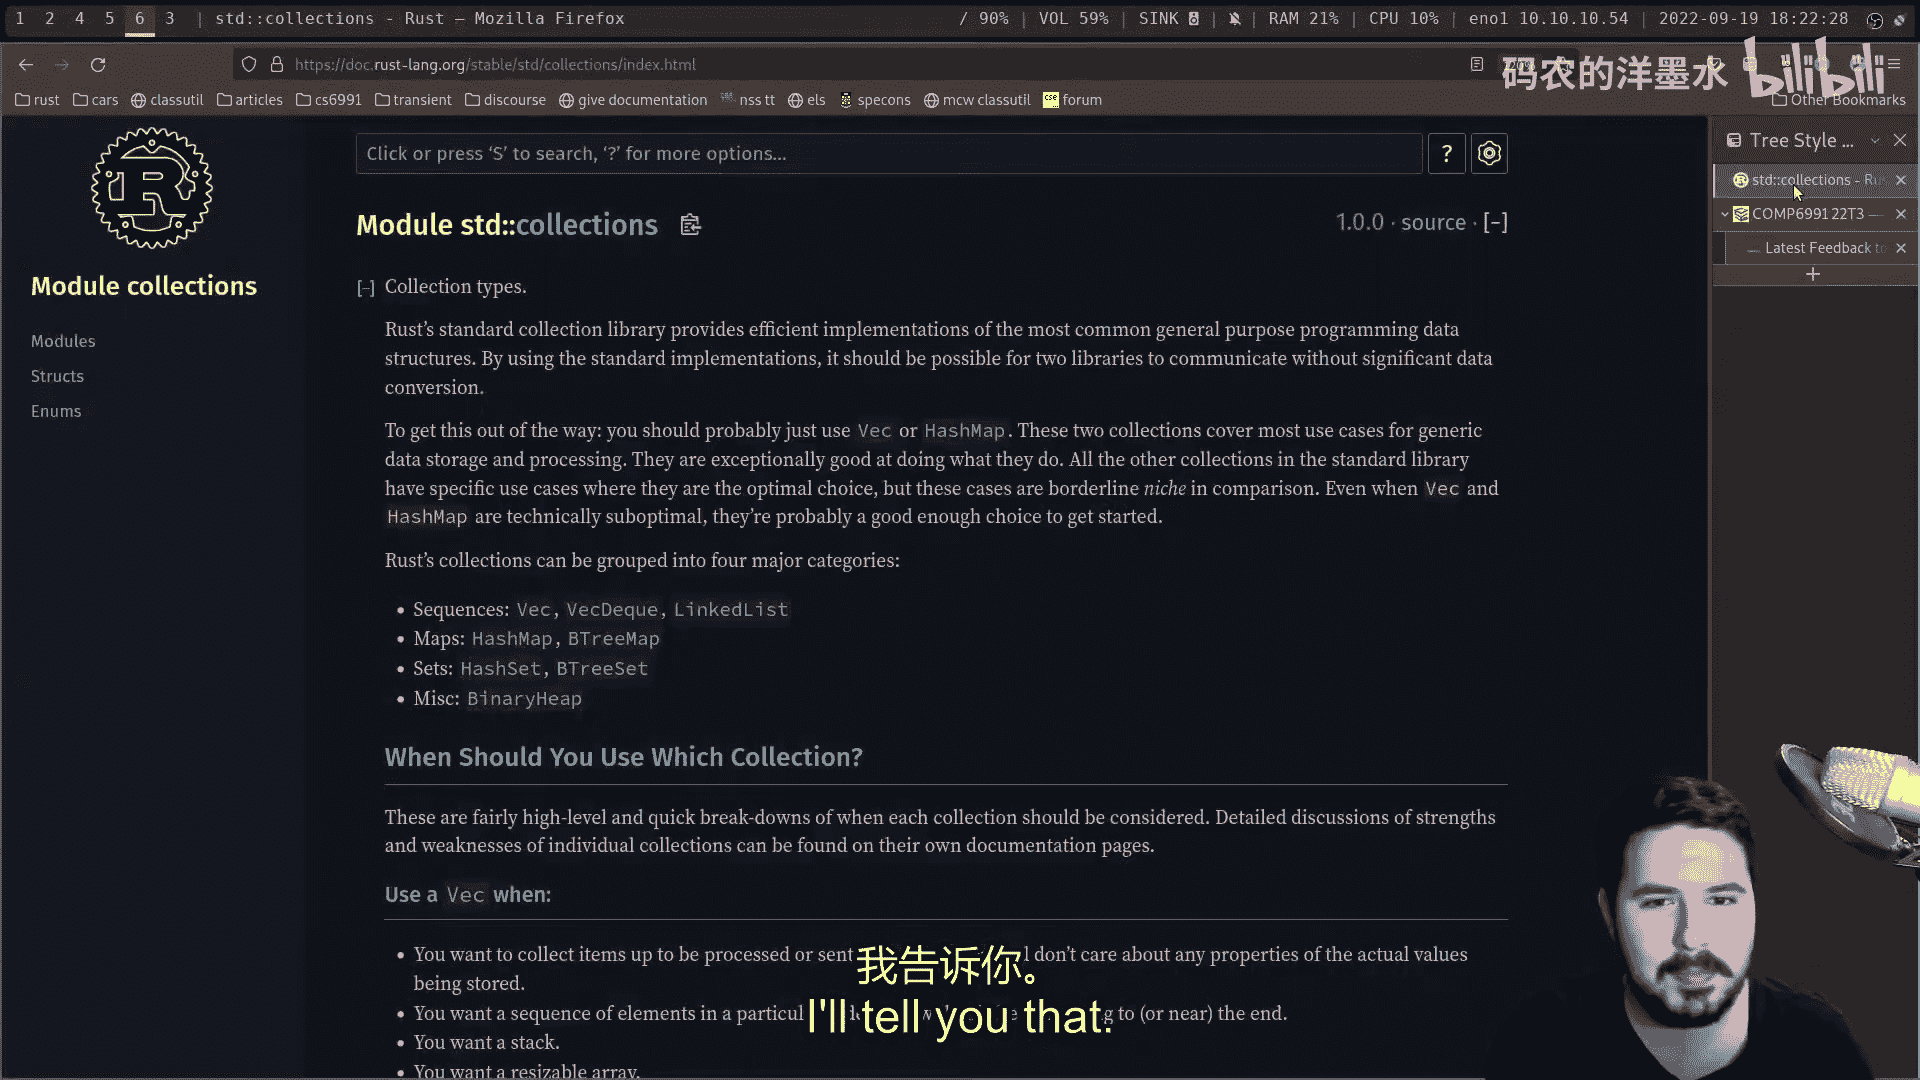 1 2 4 5 6 3 | std::collections - Rust — Mozilla Firefox
/ 90% | VOL 59% | SINK | | RAM 21% | CPU 10% | eno1 10.10.10.54 | 2022-09-19 18:22:28
https://doc.rust-lang.org/stable/std/collections/index.html
码农的洋墨水 bilibili
rust cars classutil articles cs6991 transient discourse give documentation nss tt els specons mcw classutil forum Other Bookmarks
Tree Style ...
std::collections - Ru
COMP6991 22T3 —
Latest Feedback to
Click or press ‘S’ to search, ‘?’ for more options...
?
Module collections
Modules
Structs
Enums
Module std::collections
1.0.0 · source · [-]
[-] Collection types.
Rust’s standard collection library provides efficient implementations of the most common general purpose programming data
structures. By using the standard implementations, it should be possible for two libraries to communicate without significant data
conversion.
To get this out of the way: you should probably just use Vec or HashMap. These two collections cover most use cases for generic
data storage and processing. They are exceptionally good at doing what they do. All the other collections in the standard library
have specific use cases where they are the optimal choice, but these cases are borderline niche in comparison. Even when Vec and
HashMap are technically suboptimal, they’re probably a good enough choice to get started.
Rust’s collections can be grouped into four major categories:
• Sequences: Vec, VecDeque, LinkedList
• Maps: HashMap, BTreeMap
• Sets: HashSet, BTreeSet
• Misc: BinaryHeap
When Should You Use Which Collection?
These are fairly high-level and quick break-downs of when each collection should be considered. Detailed discussions of strengths
and weaknesses of individual collections can be found on their own documentation pages.
Use a Vec when:
• You want to collect items up to be processed or sent don’t care about any properties of the actual values
being stored.
• You want a sequence of elements in a particul to (or near) the end.
• You want a stack.
• You want a resizable array.
我告诉你。
I'll tell you that.